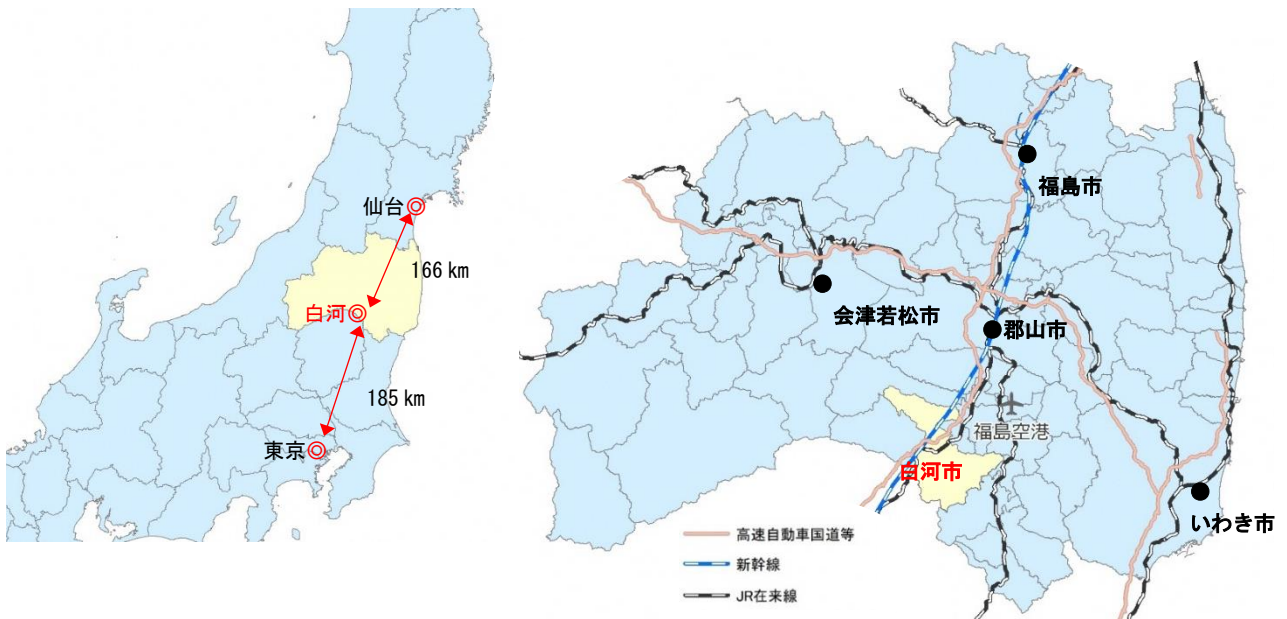 仙台
166 km
白河
185 km
東京
福島市
会津若松市
郡山市
福島空港
白河市
いわき市
高速自動車国道等
新幹線
JR在来線